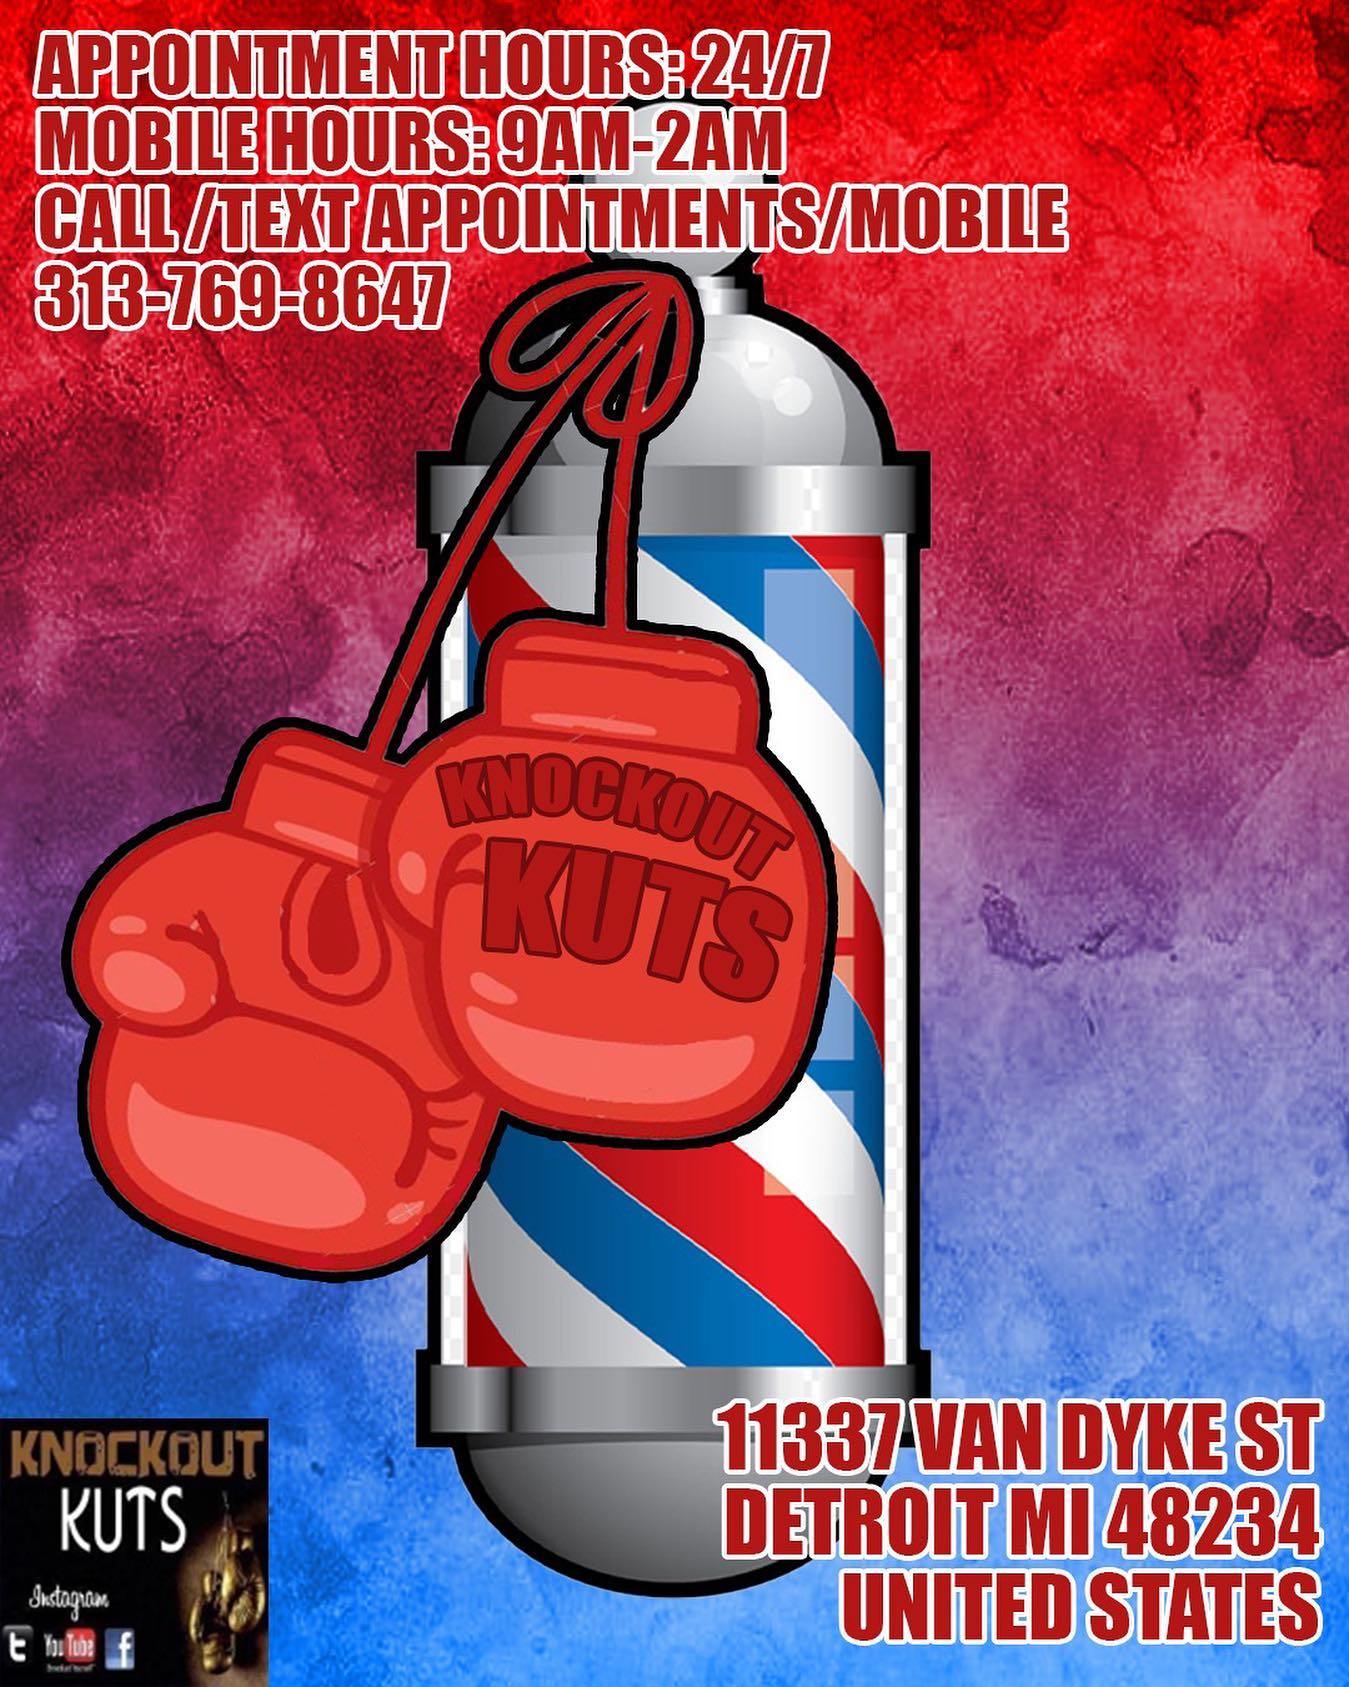 APPOINTMENT HOURS: 24/7
MOBILE HOURS: 9AM-2AM
CALL /TEXT APPOINTMENTS/MOBILE
313-769-8647
KNOCKOUT
KUTS
11337 VAN DYKE ST
DETROIT MI 48234
UNITED STATES
KNOCKOUT
KUTS
Instagram
t YouTube f